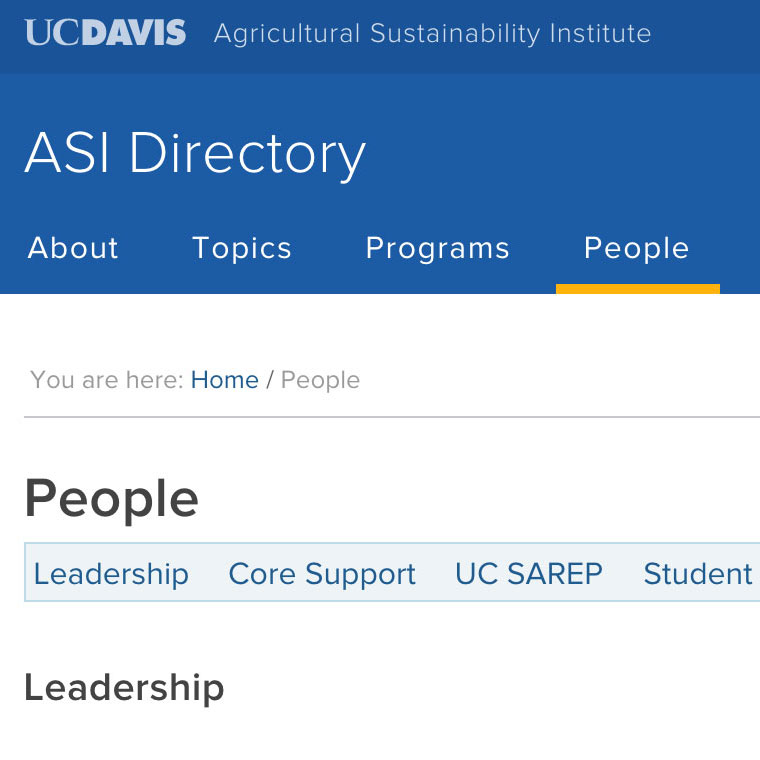 UCDAVIS Agricultural Sustainability Institute
ASI Directory
About Topics Programs People
You are here: Home / People
People
Leadership Core Support UC SAREP Student
Leadership